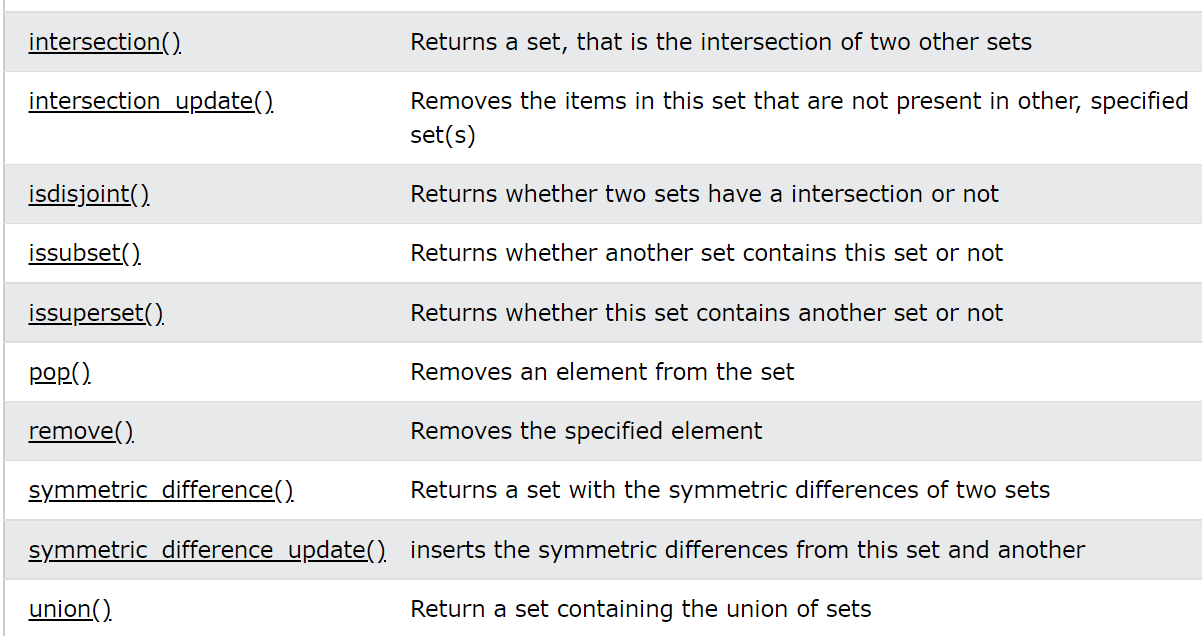 intersection() Returns a set, that is the intersection of two other sets
intersection_update() Removes the items in this set that are not present in other, specified
set(s)
isdisjoint() Returns whether two sets have a intersection or not
issubset() Returns whether another set contains this set or not
issuperset() Returns whether this set contains another set or not
pop() Removes an element from the set
remove() Removes the specified element
symmetric_difference() Returns a set with the symmetric differences of two sets
symmetric_difference_update() inserts the symmetric differences from this set and another
union() Return a set containing the union of sets